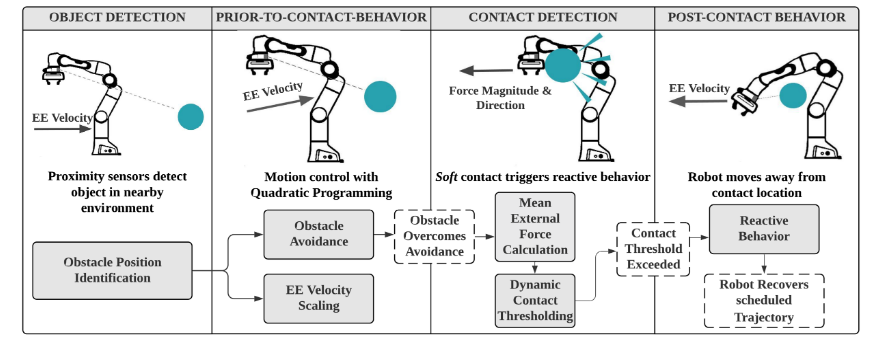 OBJECT DETECTION
PRIOR-TO-CONTACT-BEHAVIOR
CONTACT DETECTION
POST-CONTACT BEHAVIOR
EE Velocity
Proximity sensors detect
object in nearby
environment
EE Velocity
Motion control with
Quadratic Programming
Force Magnitude &
Direction
Soft contact triggers reactive behavior
EE Velocity
Robot moves away from
contact location
Obstacle Position
Identification
Obstacle
Avoidance
EE Velocity
Scaling
Obstacle
Overcomes
Avoidance
Mean
External
Force
Calculation
Dynamic
Contact
Thresholding
Contact
Threshold
Exceeded
Reactive
Behavior
Robot Recovers
scheduled
Trajectory